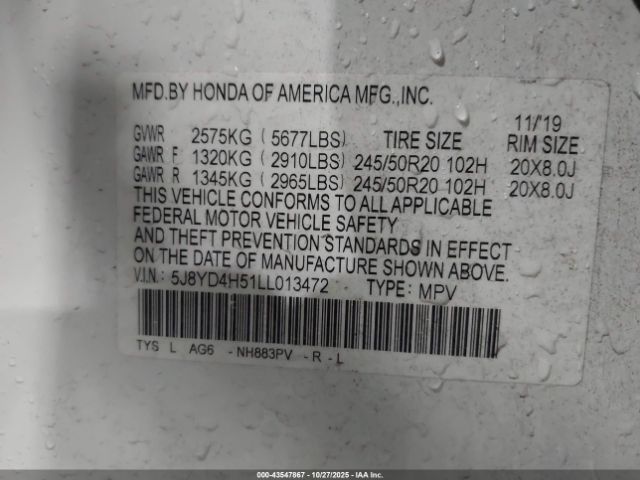 MFD.BY HONDA OF AMERICA MFG.,INC.
11/'19
GVWR 2575KG ( 5677LBS) TIRE SIZE RIM SIZE
GAWR F 1320KG ( 2910LBS) 245/50R20 102H 20X8.0J
GAWR R 1345KG ( 2965LBS) 245/50R20 102H 20X8.0J
THIS VEHICLE CONFORMS TO ALL APPLICABLE
FEDERAL MOTOR VEHICLE SAFETY
AND THEFT PREVENTION STANDARDS IN EFFECT
ON THE DATE OF MANUFACTURE SHOWN ABOVE.
V.I.N: 5J8YD4H51LL013472 TYPE: MPV
TYS L AG6 -NH883PV -R-L
000-43547867 | 10/27/2025 | IAA Inc.